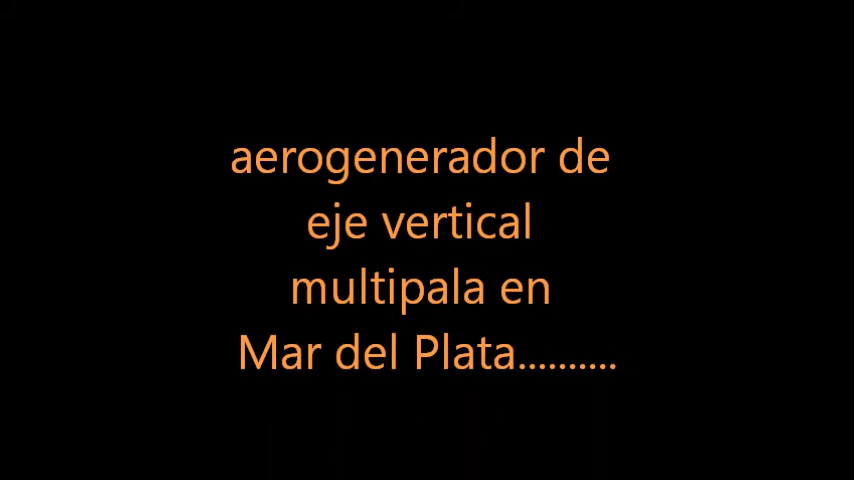 aerogenerador de
eje vertical
multipala en
Mar del Plata..........